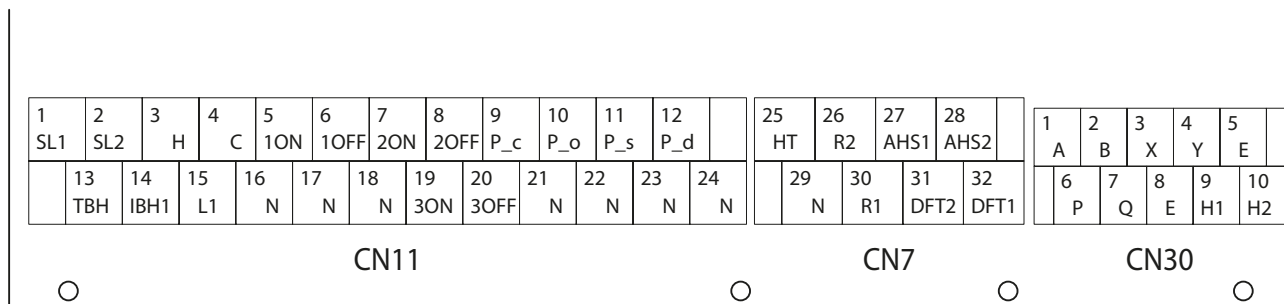 1 2 3 4 5 6 7 8 9 10 11 12
SL1 SL2 H C 1ON 1OFF 2ON 2OFF P_c P_o P_s P_d
13 14 15 16 17 18 19 20 21 22 23 24
TBH IBH1 L1 N N N 3ON 3OFF N N N N
CN11
25 26 27 28
HT R2 AHS1 AHS2
29 30 31 32
N R1 DFT2 DFT1
CN7
1 2 3 4 5
A B X Y E
6 7 8 9 10
P Q E H1 H2
CN30